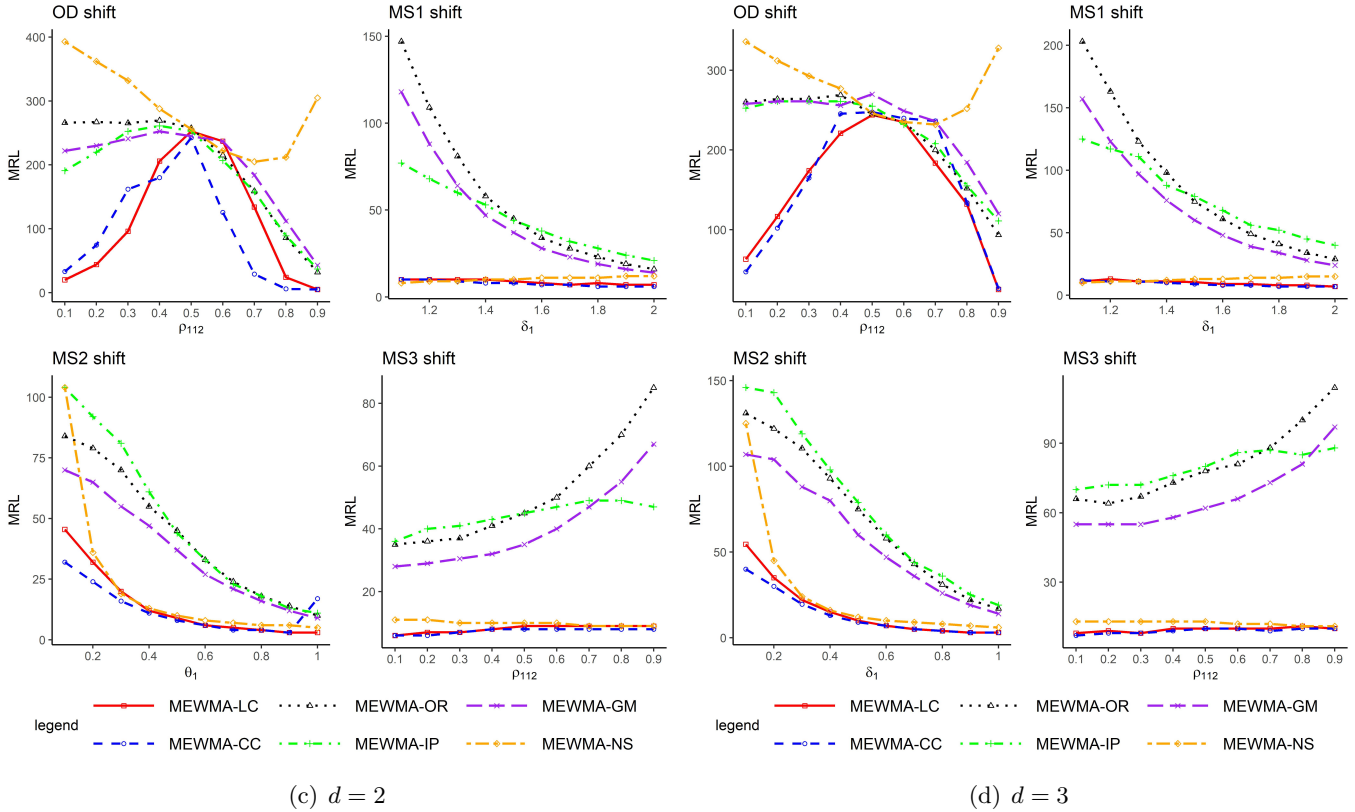 OD shift
MRL
400
300
200
100
0
0.1 0.2 0.3 0.4 0.5 0.6 0.7 0.8 0.9
ρ112
MS1 shift
MRL
150
100
50
0
1.2 1.4 1.6 1.8 2
δ1
MS2 shift
MRL
100
75
50
25
0
0.2 0.4 0.6 0.8 1
θ1
MS3 shift
MRL
80
60
40
20
0.1 0.2 0.3 0.4 0.5 0.6 0.7 0.8 0.9
ρ112
legend
MEWMA-LC MEWMA-OR MEWMA-GM
MEWMA-CC MEWMA-IP MEWMA-NS
(c) d = 2
OD shift
MRL
300
200
100
0.1 0.2 0.3 0.4 0.5 0.6 0.7 0.8 0.9
ρ112
MS1 shift
MRL
200
150
100
50
0
1.2 1.4 1.6 1.8 2
δ1
MS2 shift
MRL
150
100
50
0
0.2 0.4 0.6 0.8 1
δ1
MS3 shift
MRL
90
60
30
0.1 0.2 0.3 0.4 0.5 0.6 0.7 0.8 0.9
ρ112
legend
MEWMA-LC MEWMA-OR MEWMA-GM
MEWMA-CC MEWMA-IP MEWMA-NS
(d) d = 3